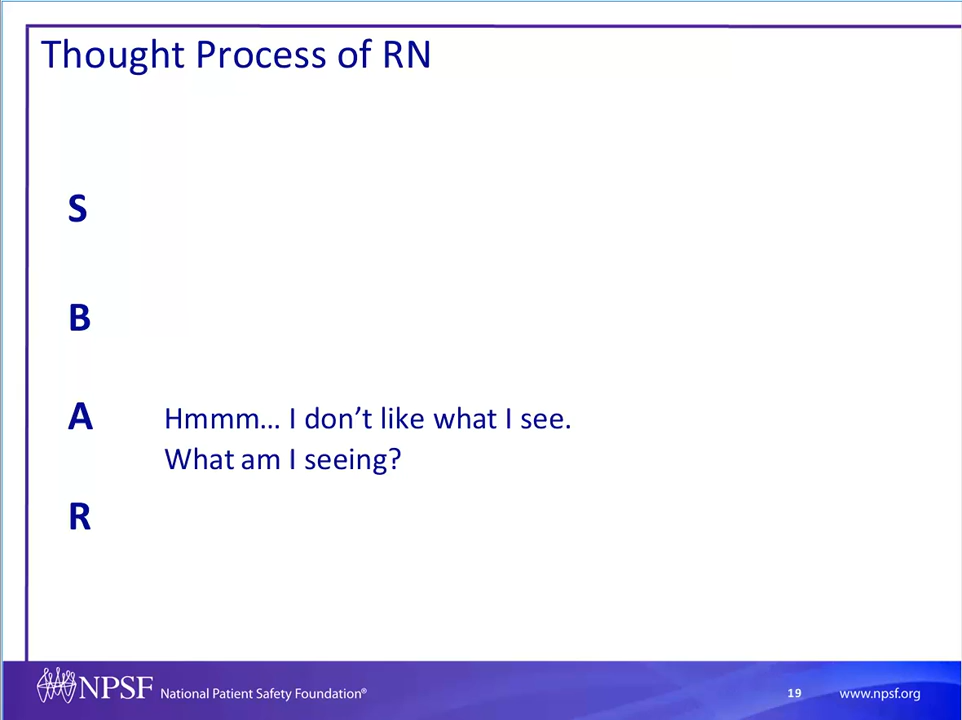 Thought Process of RN
S
B
A
Hmmm… I don’t like what I see.
What am I seeing?
R
NPSF National Patient Safety Foundation®
19
www.npsf.org